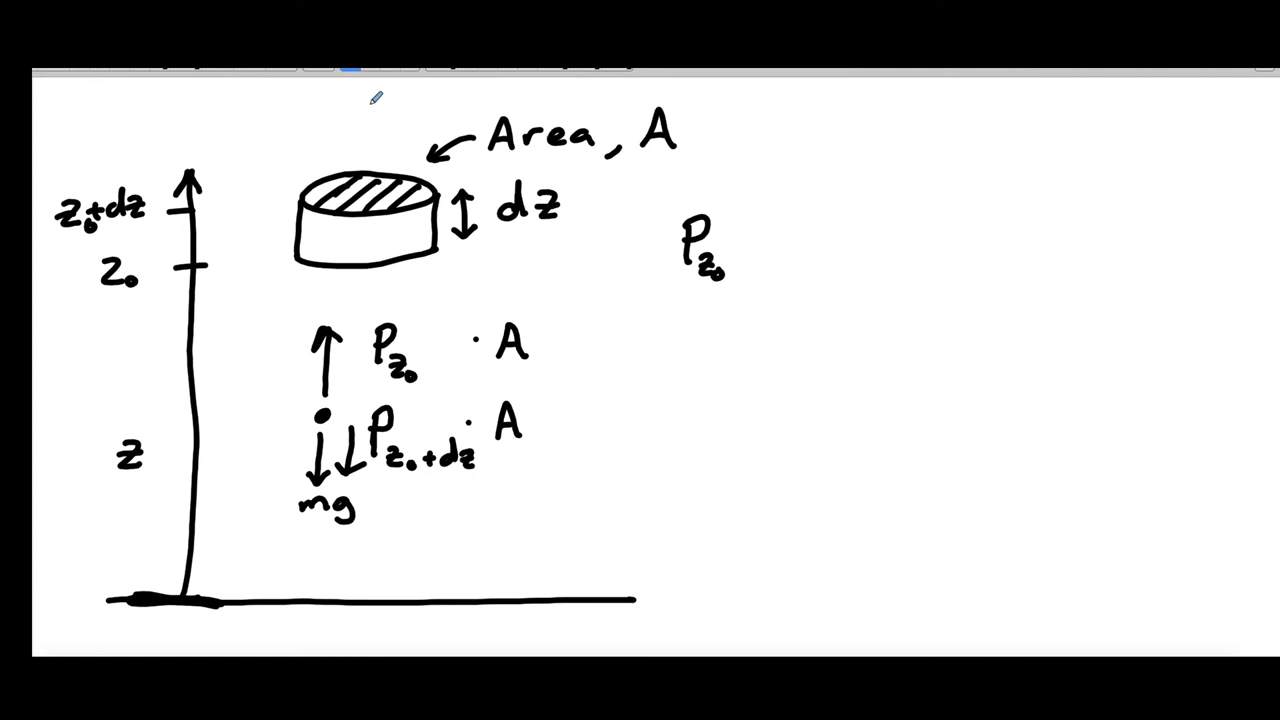 Area, A
z₀+dz
dz
z₀
P_z₀
P_z₀ · A
P_z₀+dz · A
z
mg